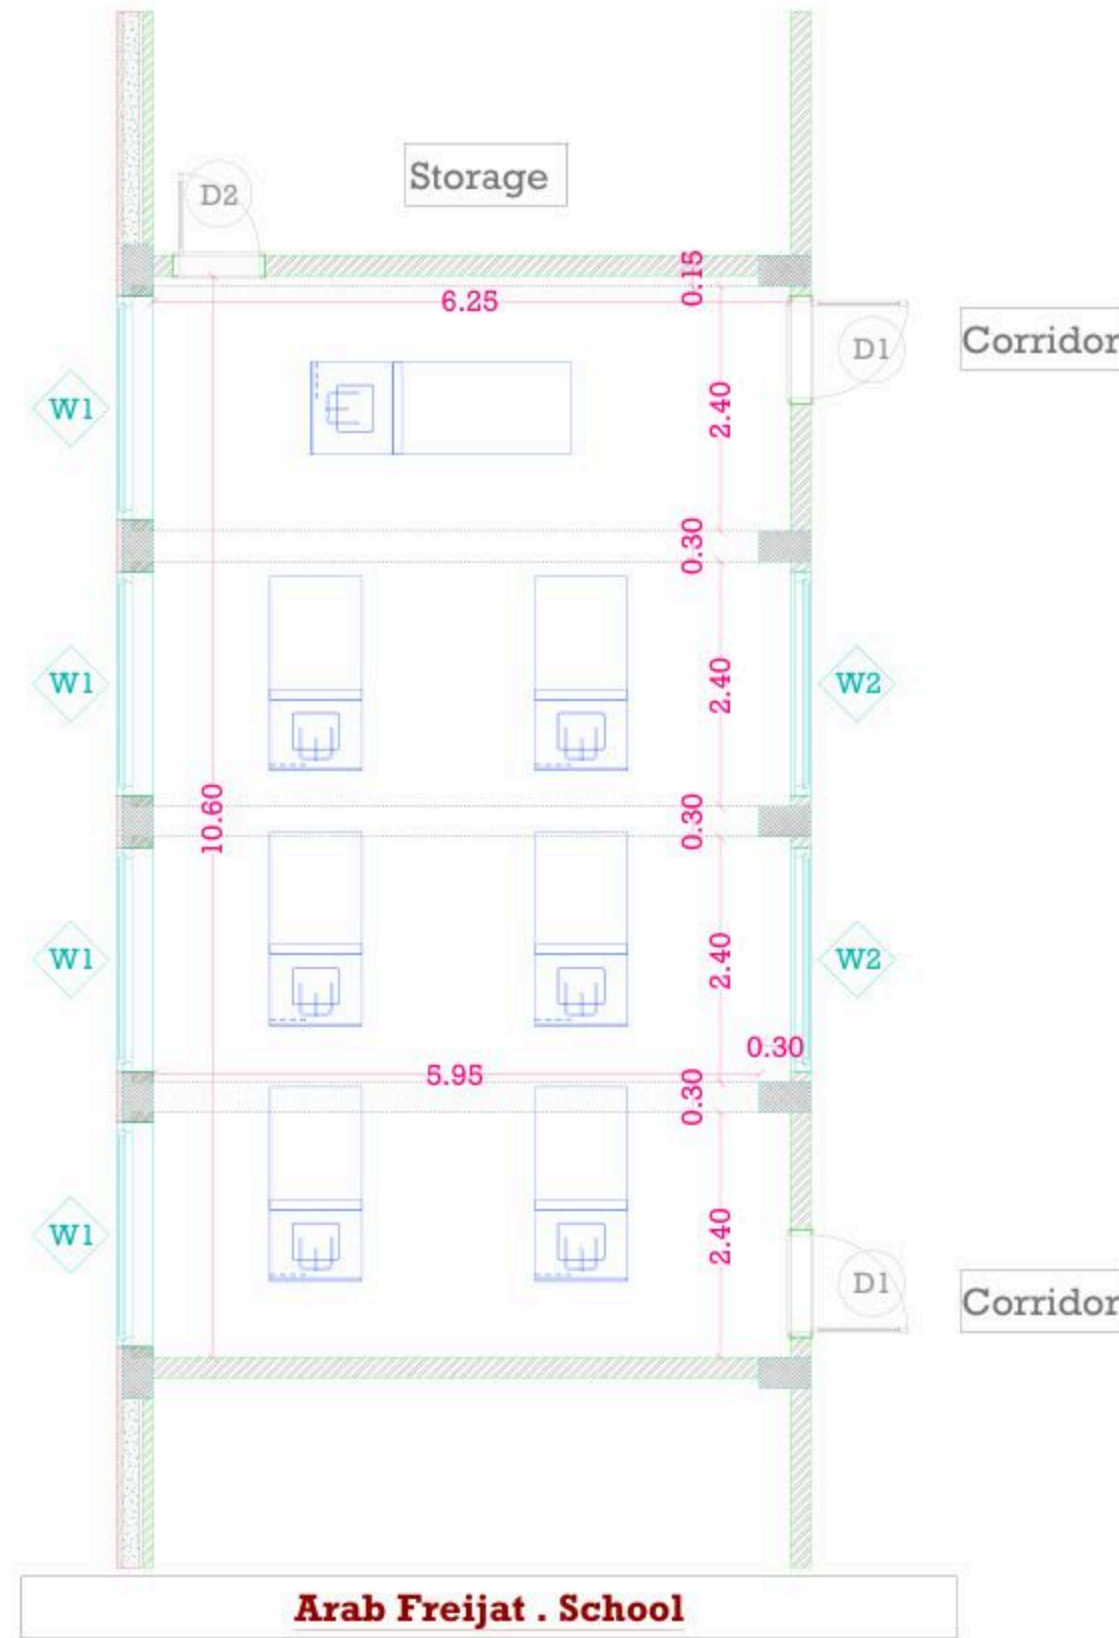 Storage
D2
0.15
6.25
Corridor
D1
W1
2.40
0.30
W1
2.40
W2
10.60
0.30
W1
2.40
W2
0.30
5.95
0.30
W1
2.40
D1
Corridor
Arab Freijat . School